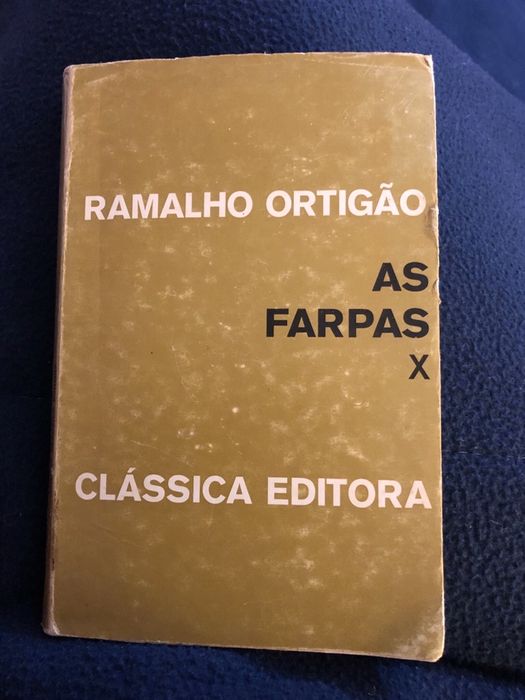 RAMALHO ORTIGÃO
AS
FARPAS
X
CLÁSSICA EDITORA